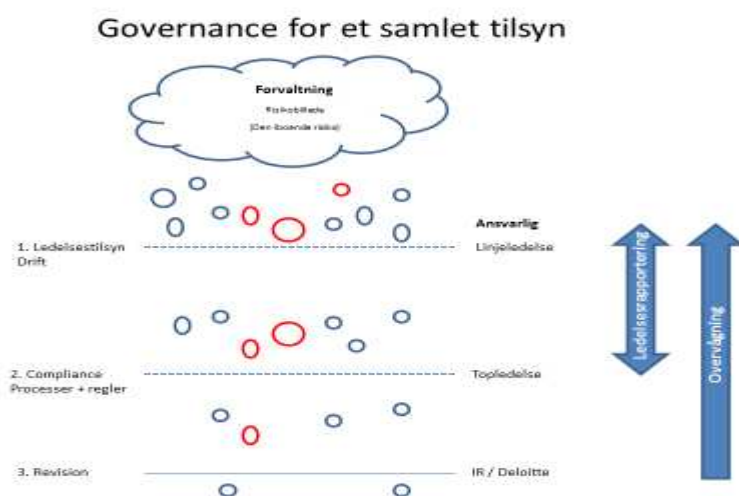 Governance for et samlet tilsyn
Forvaltning
Risikobillede
(Den iboende risiko)
Ansvarlig
1. Ledelsestilsyn
Drift
Linjeledelse
2. Compliance
Processer + regler
Topledelse
3. Revision
IR / Deloitte
Ledelsesrapportering
Overvågning